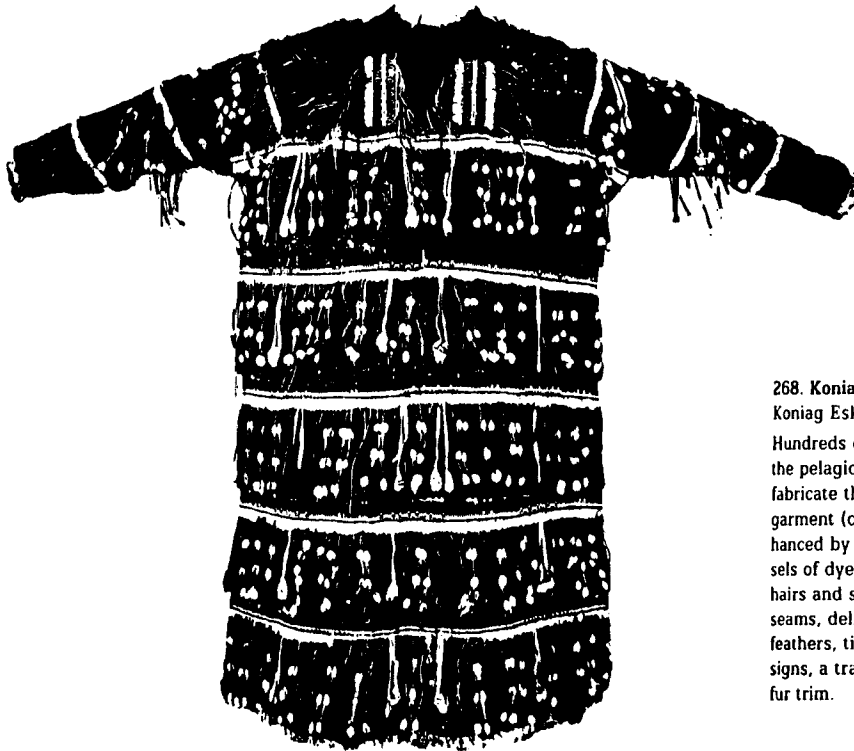 268. Konia
Koniag Esk
Hundreds o
the pelagic
fabricate th
garment (c
hanced by
sels of dye
hairs and s
seams, del
feathers, ti
signs, a tra
fur trim.